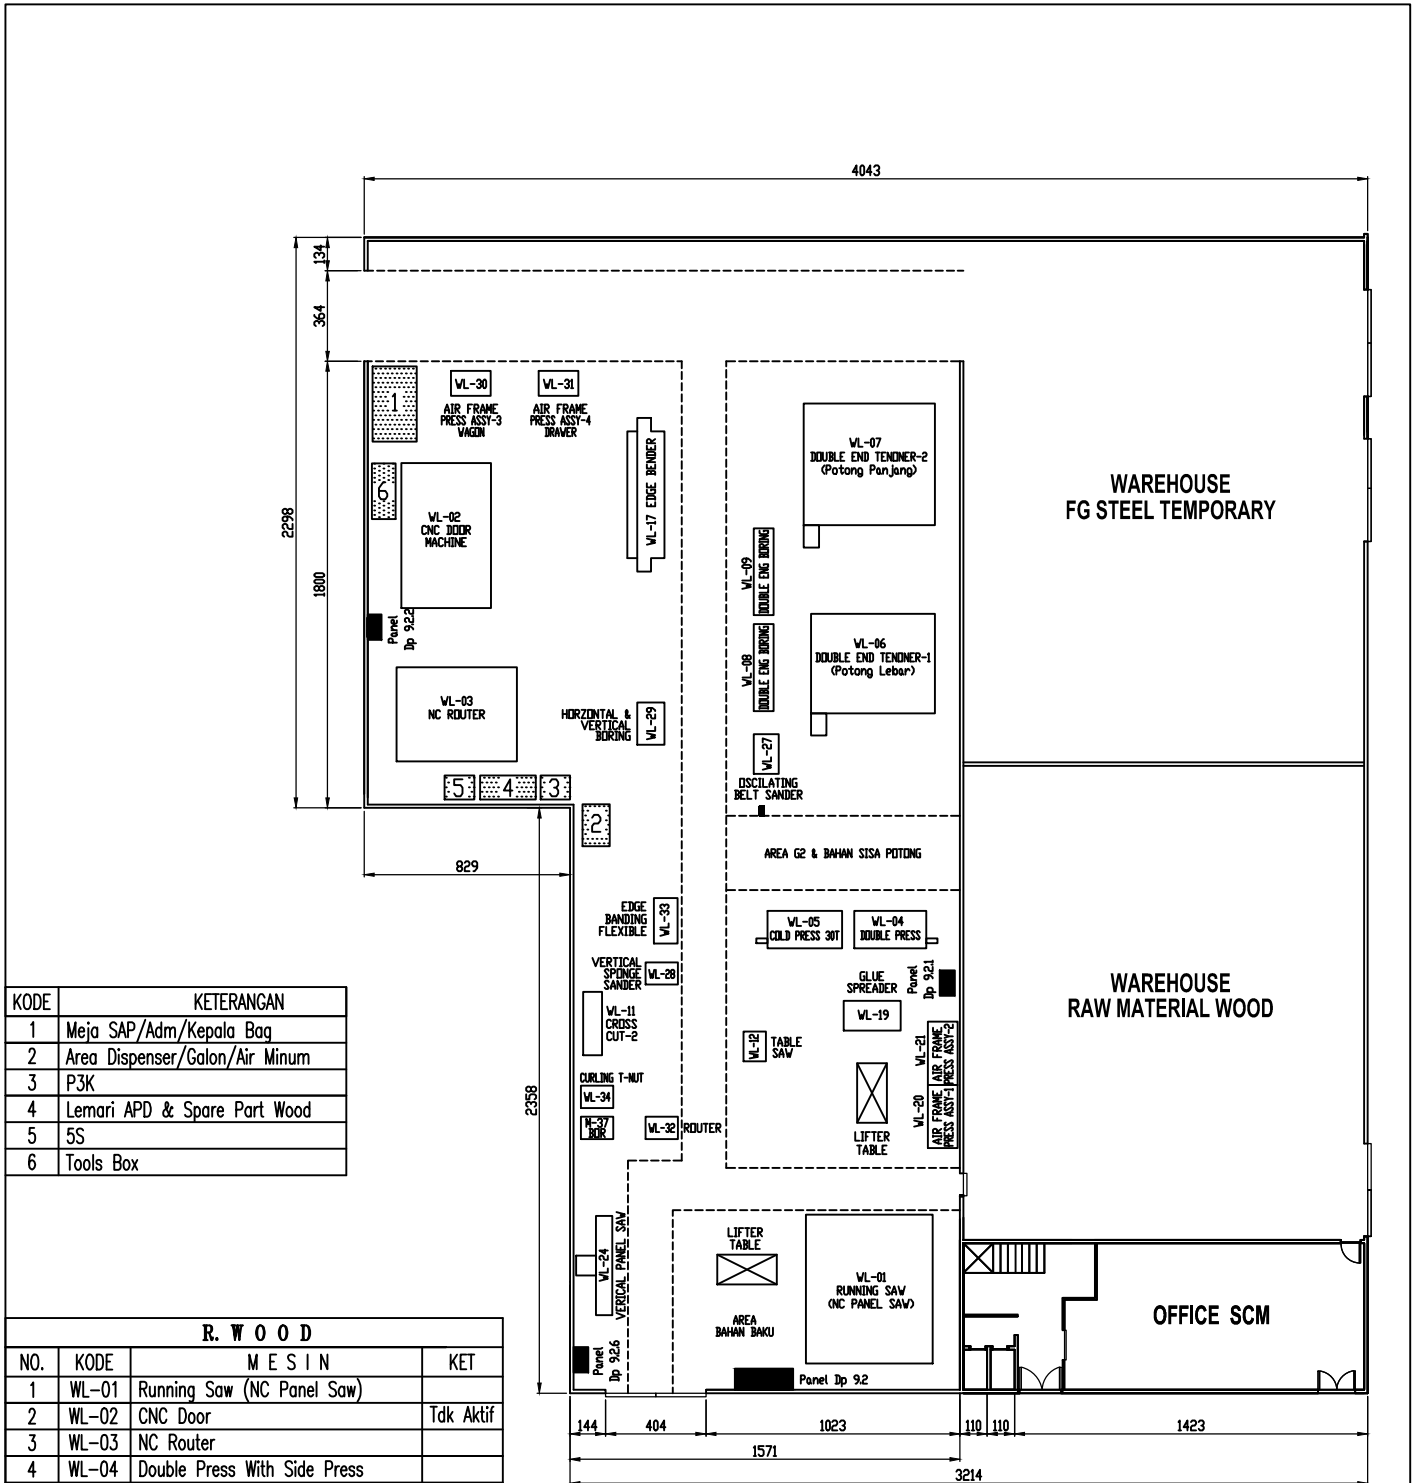 4043
134
364
2298
1800
1
WL-30
AIR FRAME
PRESS ASSY-3
WAGON
WL-31
AIR FRAME
PRESS ASSY-4
DRAWER
6
WL-02
CNC DOOR
MACHINE
WL-17 EDGE BENDER
WL-07
DOUBLE END TENONER-2
(Potong Panjang)
WAREHOUSE
FG STEEL TEMPORARY
WL-09
DOUBLE ENG BORING
WL-08
DOUBLE ENG BORING
WL-06
DOUBLE END TENONER-1
(Potong Lebar)
Panel
Dp 9.2.2
WL-03
NC ROUTER
HORZONTAL &
VERTICAL
BORING
WL-29
WL-27
OSCILATING
BELT SANDER
5
4
3
2
829
AREA G2 & BAHAN SISA POTONG
EDGE
BANDING
FLEXIBLE
WL-33
WL-05
COLD PRESS 30T
WL-04
DOUBLE PRESS
VERTICAL
SPONGE
SANDER
WL-28
GLUE
SPREADER
Panel
Dp 9.2.1
WAREHOUSE
RAW MATERIAL WOOD
WL-11
CROSS
CUT-2
WL-19
WL-12
TABLE
SAW
WL-21
AIR FRAME
PRESS ASSY-2
CURLING T-NUT
WL-34
2358
WL-20
AIR FRAME
PRESS ASSY-1
M-37
BOR
WL-32
ROUTER
LIFTER
TABLE
WL-24
VERICAL PANEL SAW
LIFTER
TABLE
WL-01
RUNNING SAW
(NC PANEL SAW)
AREA
BAHAN BAKU
OFFICE SCM
Panel
Dp 9.2.6
Panel Dp 9.2
144
404
1023
110
110
1423
1571
3214
KODE KETERANGAN
1 Meja SAP/Adm/Kepala Bag
2 Area Dispenser/Galon/Air Minum
3 P3K
4 Lemari APD & Spare Part Wood
5 5S
6 Tools Box
R. W O O D
NO. KODE M E S I N KET
1 WL-01 Running Saw (NC Panel Saw)
2 WL-02 CNC Door Tdk Aktif
3 WL-03 NC Router
4 WL-04 Double Press With Side Press